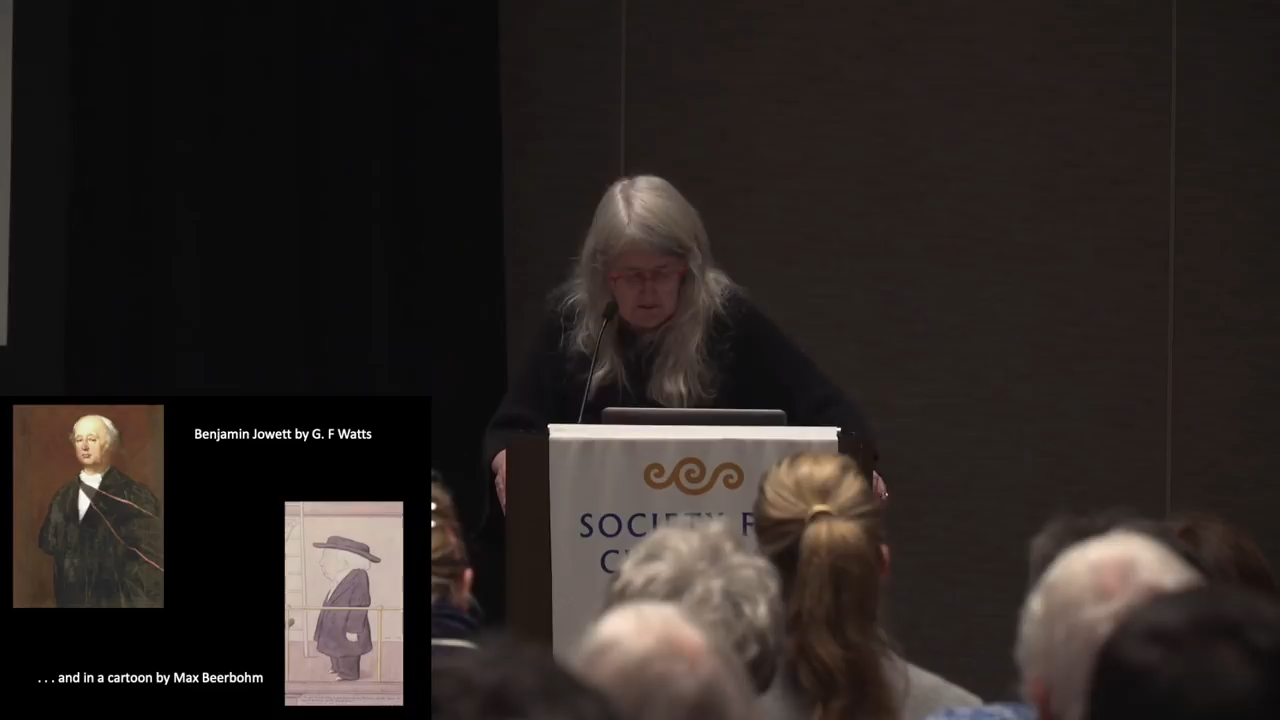 Benjamin Jowett by G. F Watts
. . . and in a cartoon by Max Beerbohm
SOCIETY